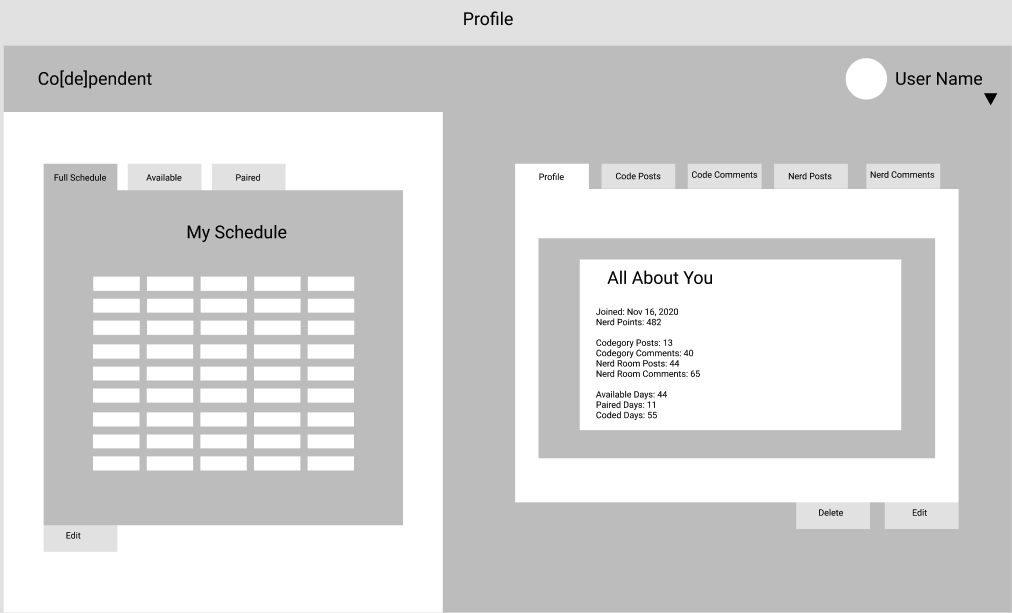 Profile
Co[de]pendent
User Name
Full Schedule
Available
Paired
My Schedule
Edit
Profile
Code Posts
Code Comments
Nerd Posts
Nerd Comments
All About You
Joined: Nov 16, 2020
Nerd Points: 482
Codegory Posts: 13
Codegory Comments: 40
Nerd Room Posts: 44
Nerd Room Comments: 65
Available Days: 44
Paired Days: 11
Coded Days: 55
Delete
Edit